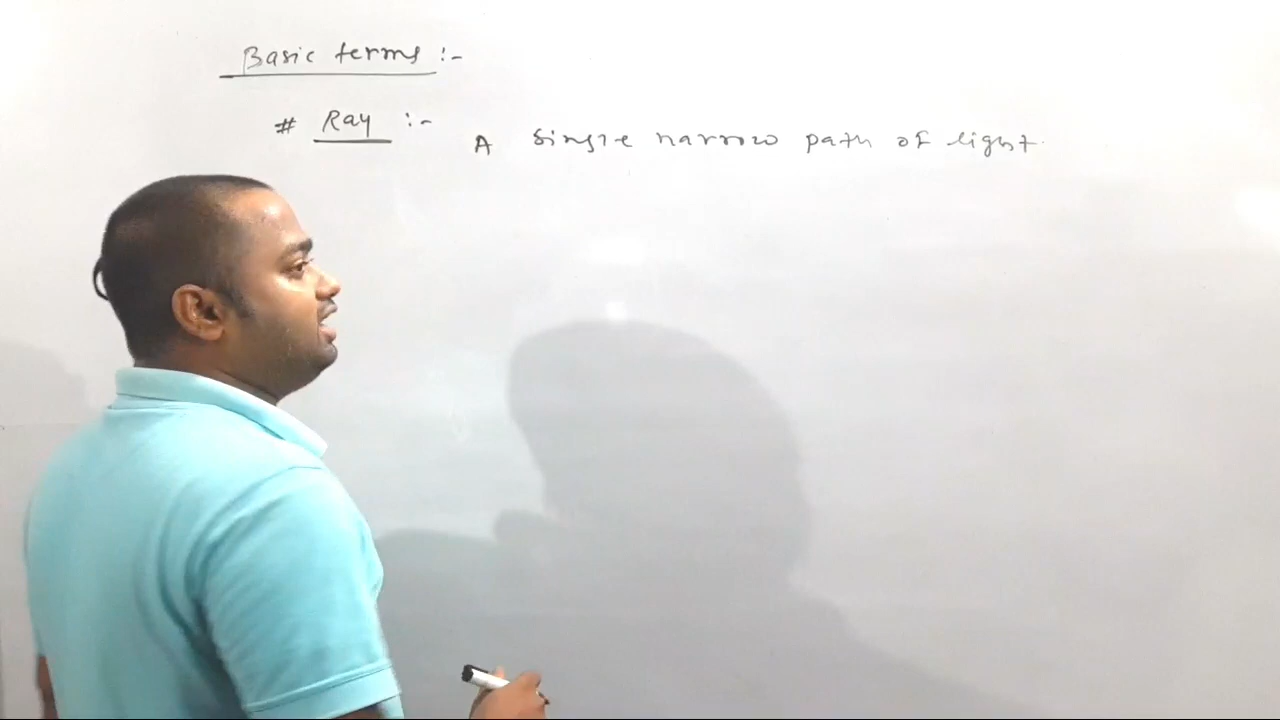 Basic terms :-
# Ray :- A single narrow path of light.